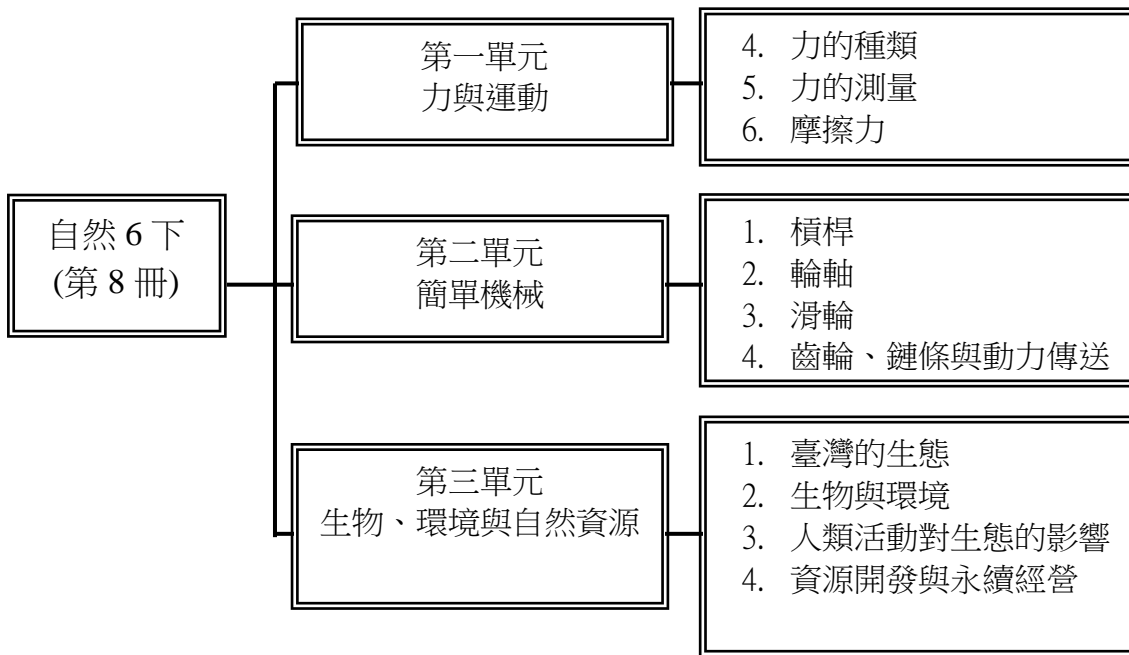 自然 6 下
(第 8 冊)
第一單元
力與運動
4. 力的種類
5. 力的測量
6. 摩擦力
第二單元
簡單機械
1. 槓桿
2. 輪軸
3. 滑輪
4. 齒輪、鏈條與動力傳送
第三單元
生物、環境與自然資源
1. 臺灣的生態
2. 生物與環境
3. 人類活動對生態的影響
4. 資源開發與永續經營